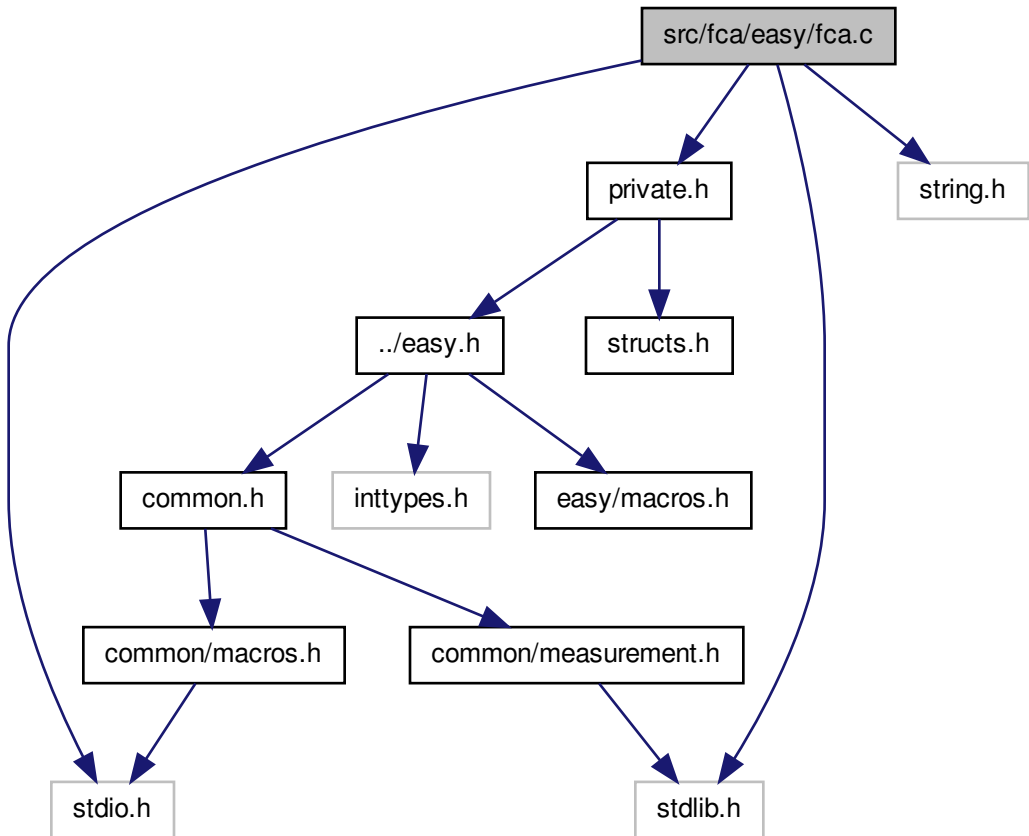 src/fca/easy/fca.c
private.h
string.h
../easy.h
structs.h
common.h
inttypes.h
easy/macros.h
common/macros.h
common/measurement.h
stdio.h
stdlib.h